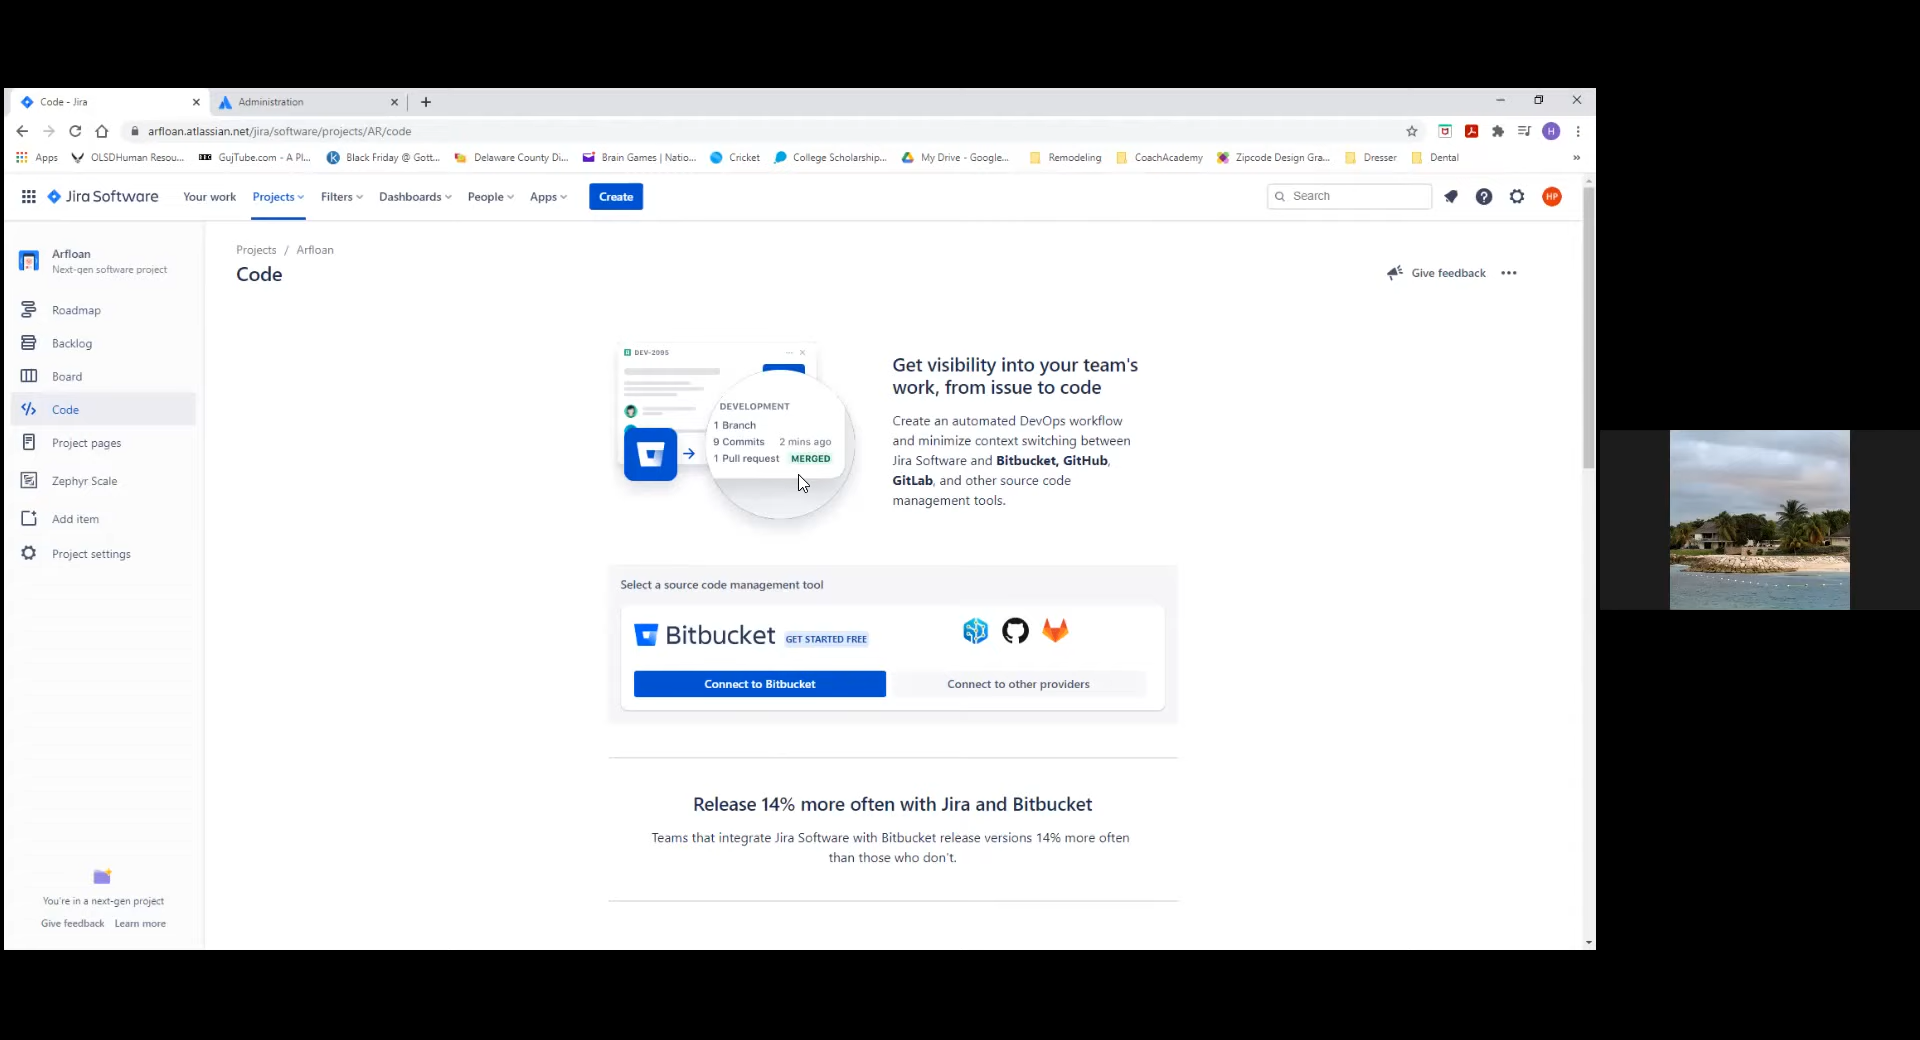 Code - Jira
Administration
arfloan.atlassian.net/jira/software/projects/AR/code
H
Apps
OLSDHuman Resou...
GujTube.com - A Pl...
Black Friday @ Gott...
Delaware County Di...
Brain Games | Natio...
Cricket
College Scholarship...
My Drive - Google...
Remodeling
CoachAcademy
Zipcode Design Gra...
Dresser
Dental
»
Jira Software
Your work
Projects
Filters
Dashboards
People
Apps
Create
Search
HP
Arfloan
Next-gen software project
Roadmap
Backlog
Board
Code
Project pages
Zephyr Scale
Add item
Project settings
You're in a next-gen project
Give feedback Learn more
Projects / Arfloan
Code
Give feedback
DEV-2095
DEVELOPMENT
1 Branch
9 Commits 2 mins ago
1 Pull request MERGED
Get visibility into your team's
work, from issue to code
Create an automated DevOps workflow
and minimize context switching between
Jira Software and Bitbucket, GitHub,
GitLab, and other source code
management tools.
Select a source code management tool
Bitbucket GET STARTED FREE
Connect to Bitbucket
Connect to other providers
Release 14% more often with Jira and Bitbucket
Teams that integrate Jira Software with Bitbucket release versions 14% more often
than those who don't.